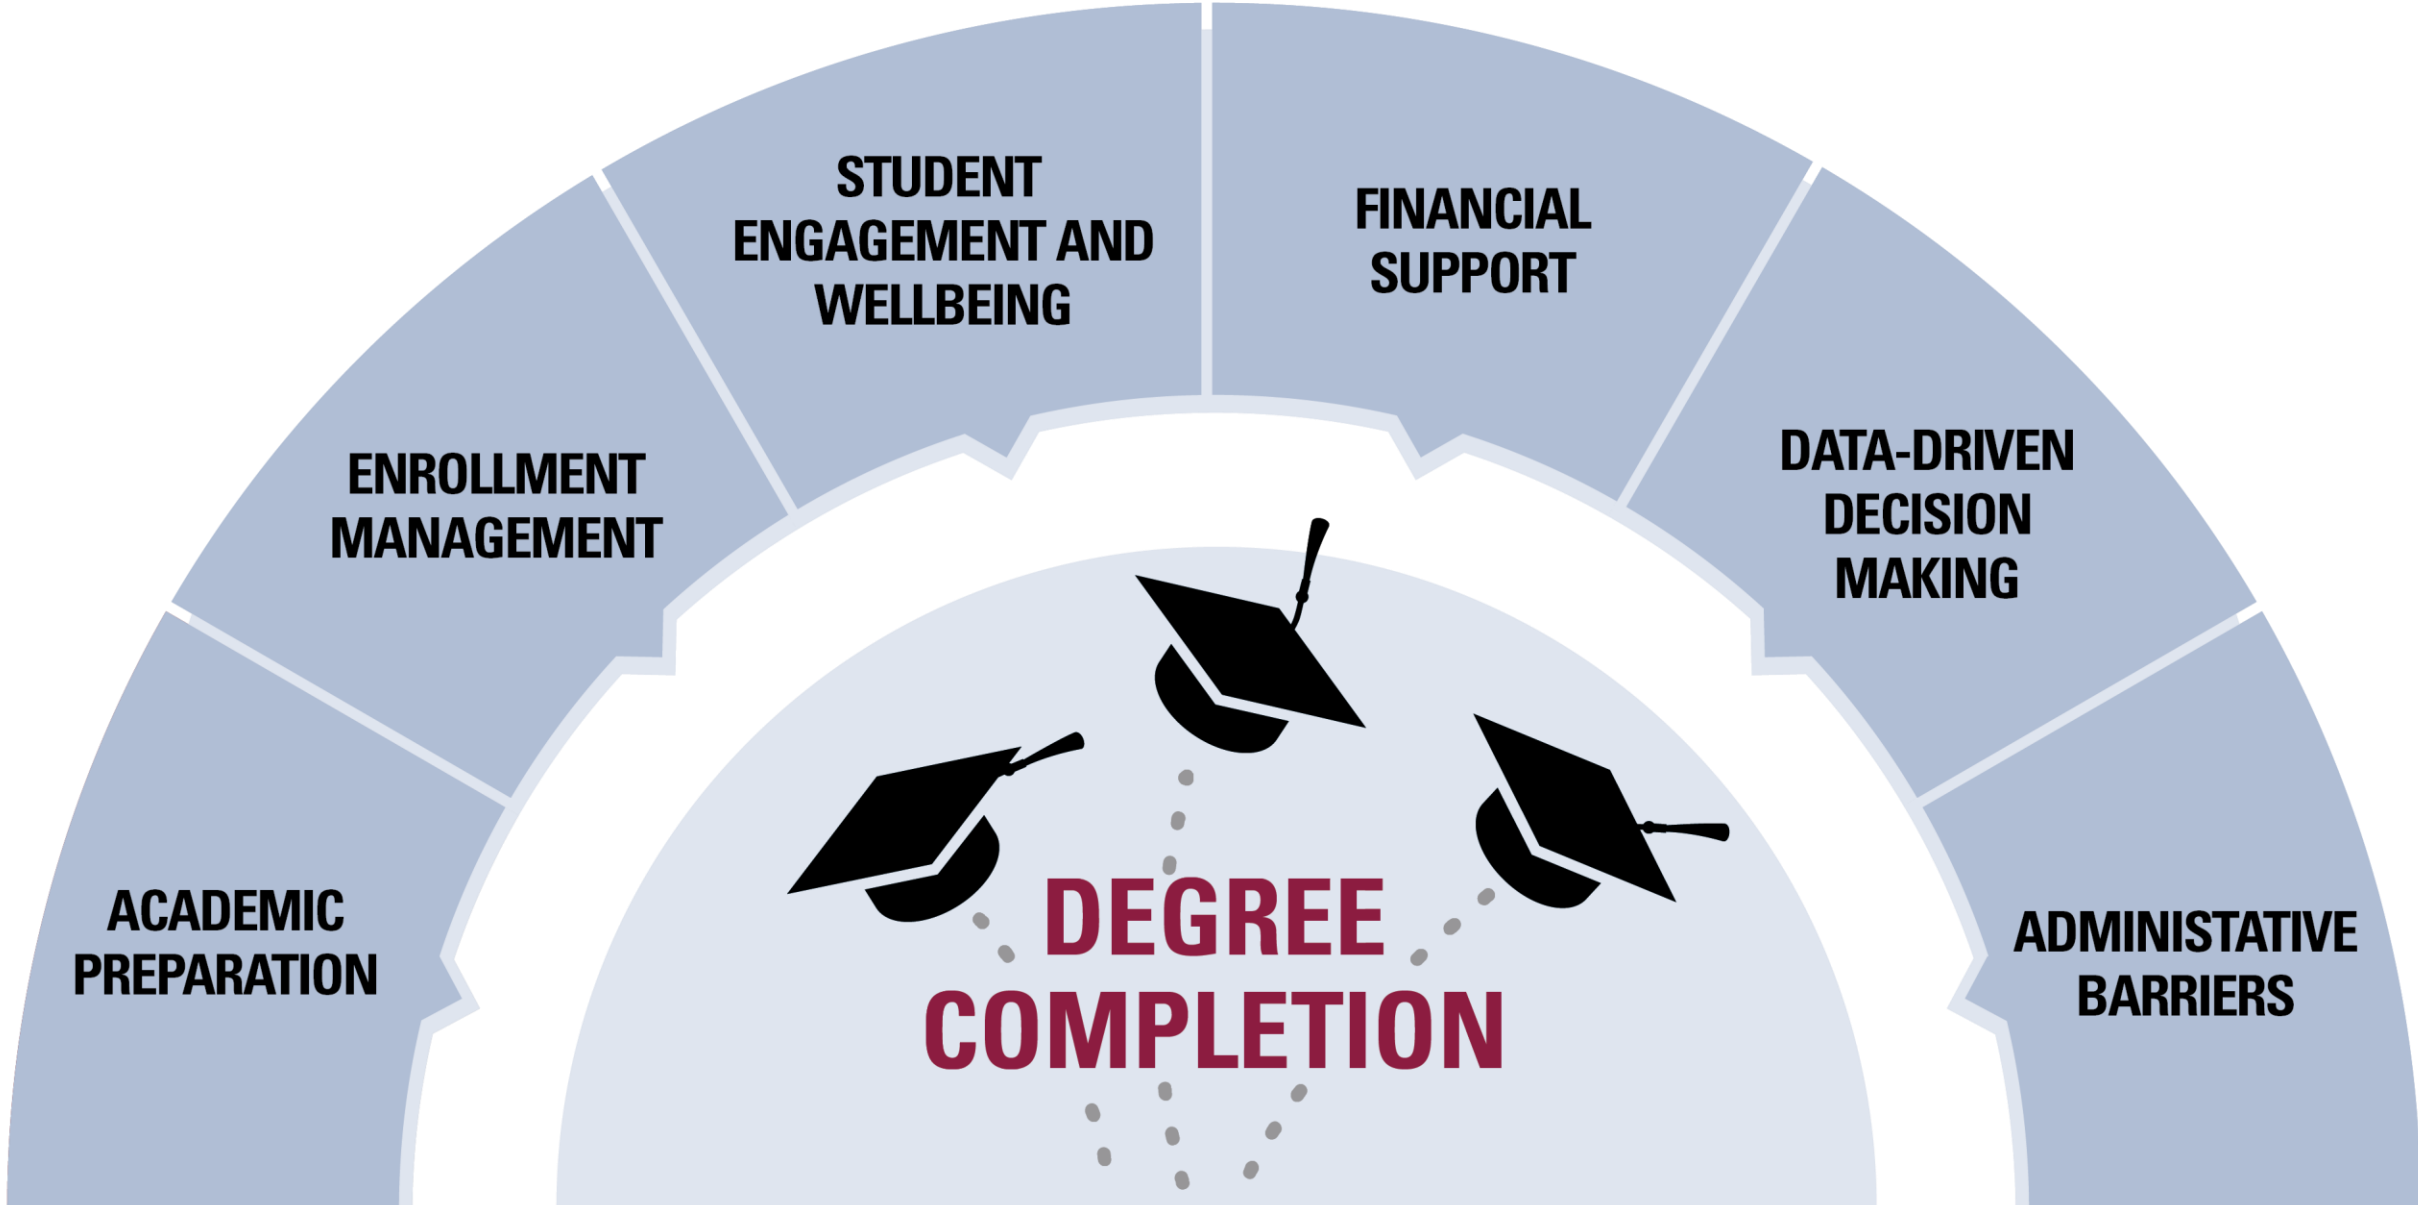 STUDENT
ENGAGEMENT AND
WELLBEING
FINANCIAL
SUPPORT
ENROLLMENT
MANAGEMENT
DATA-DRIVEN
DECISION
MAKING
ACADEMIC
PREPARATION
ADMINISTATIVE
BARRIERS
DEGREE
COMPLETION